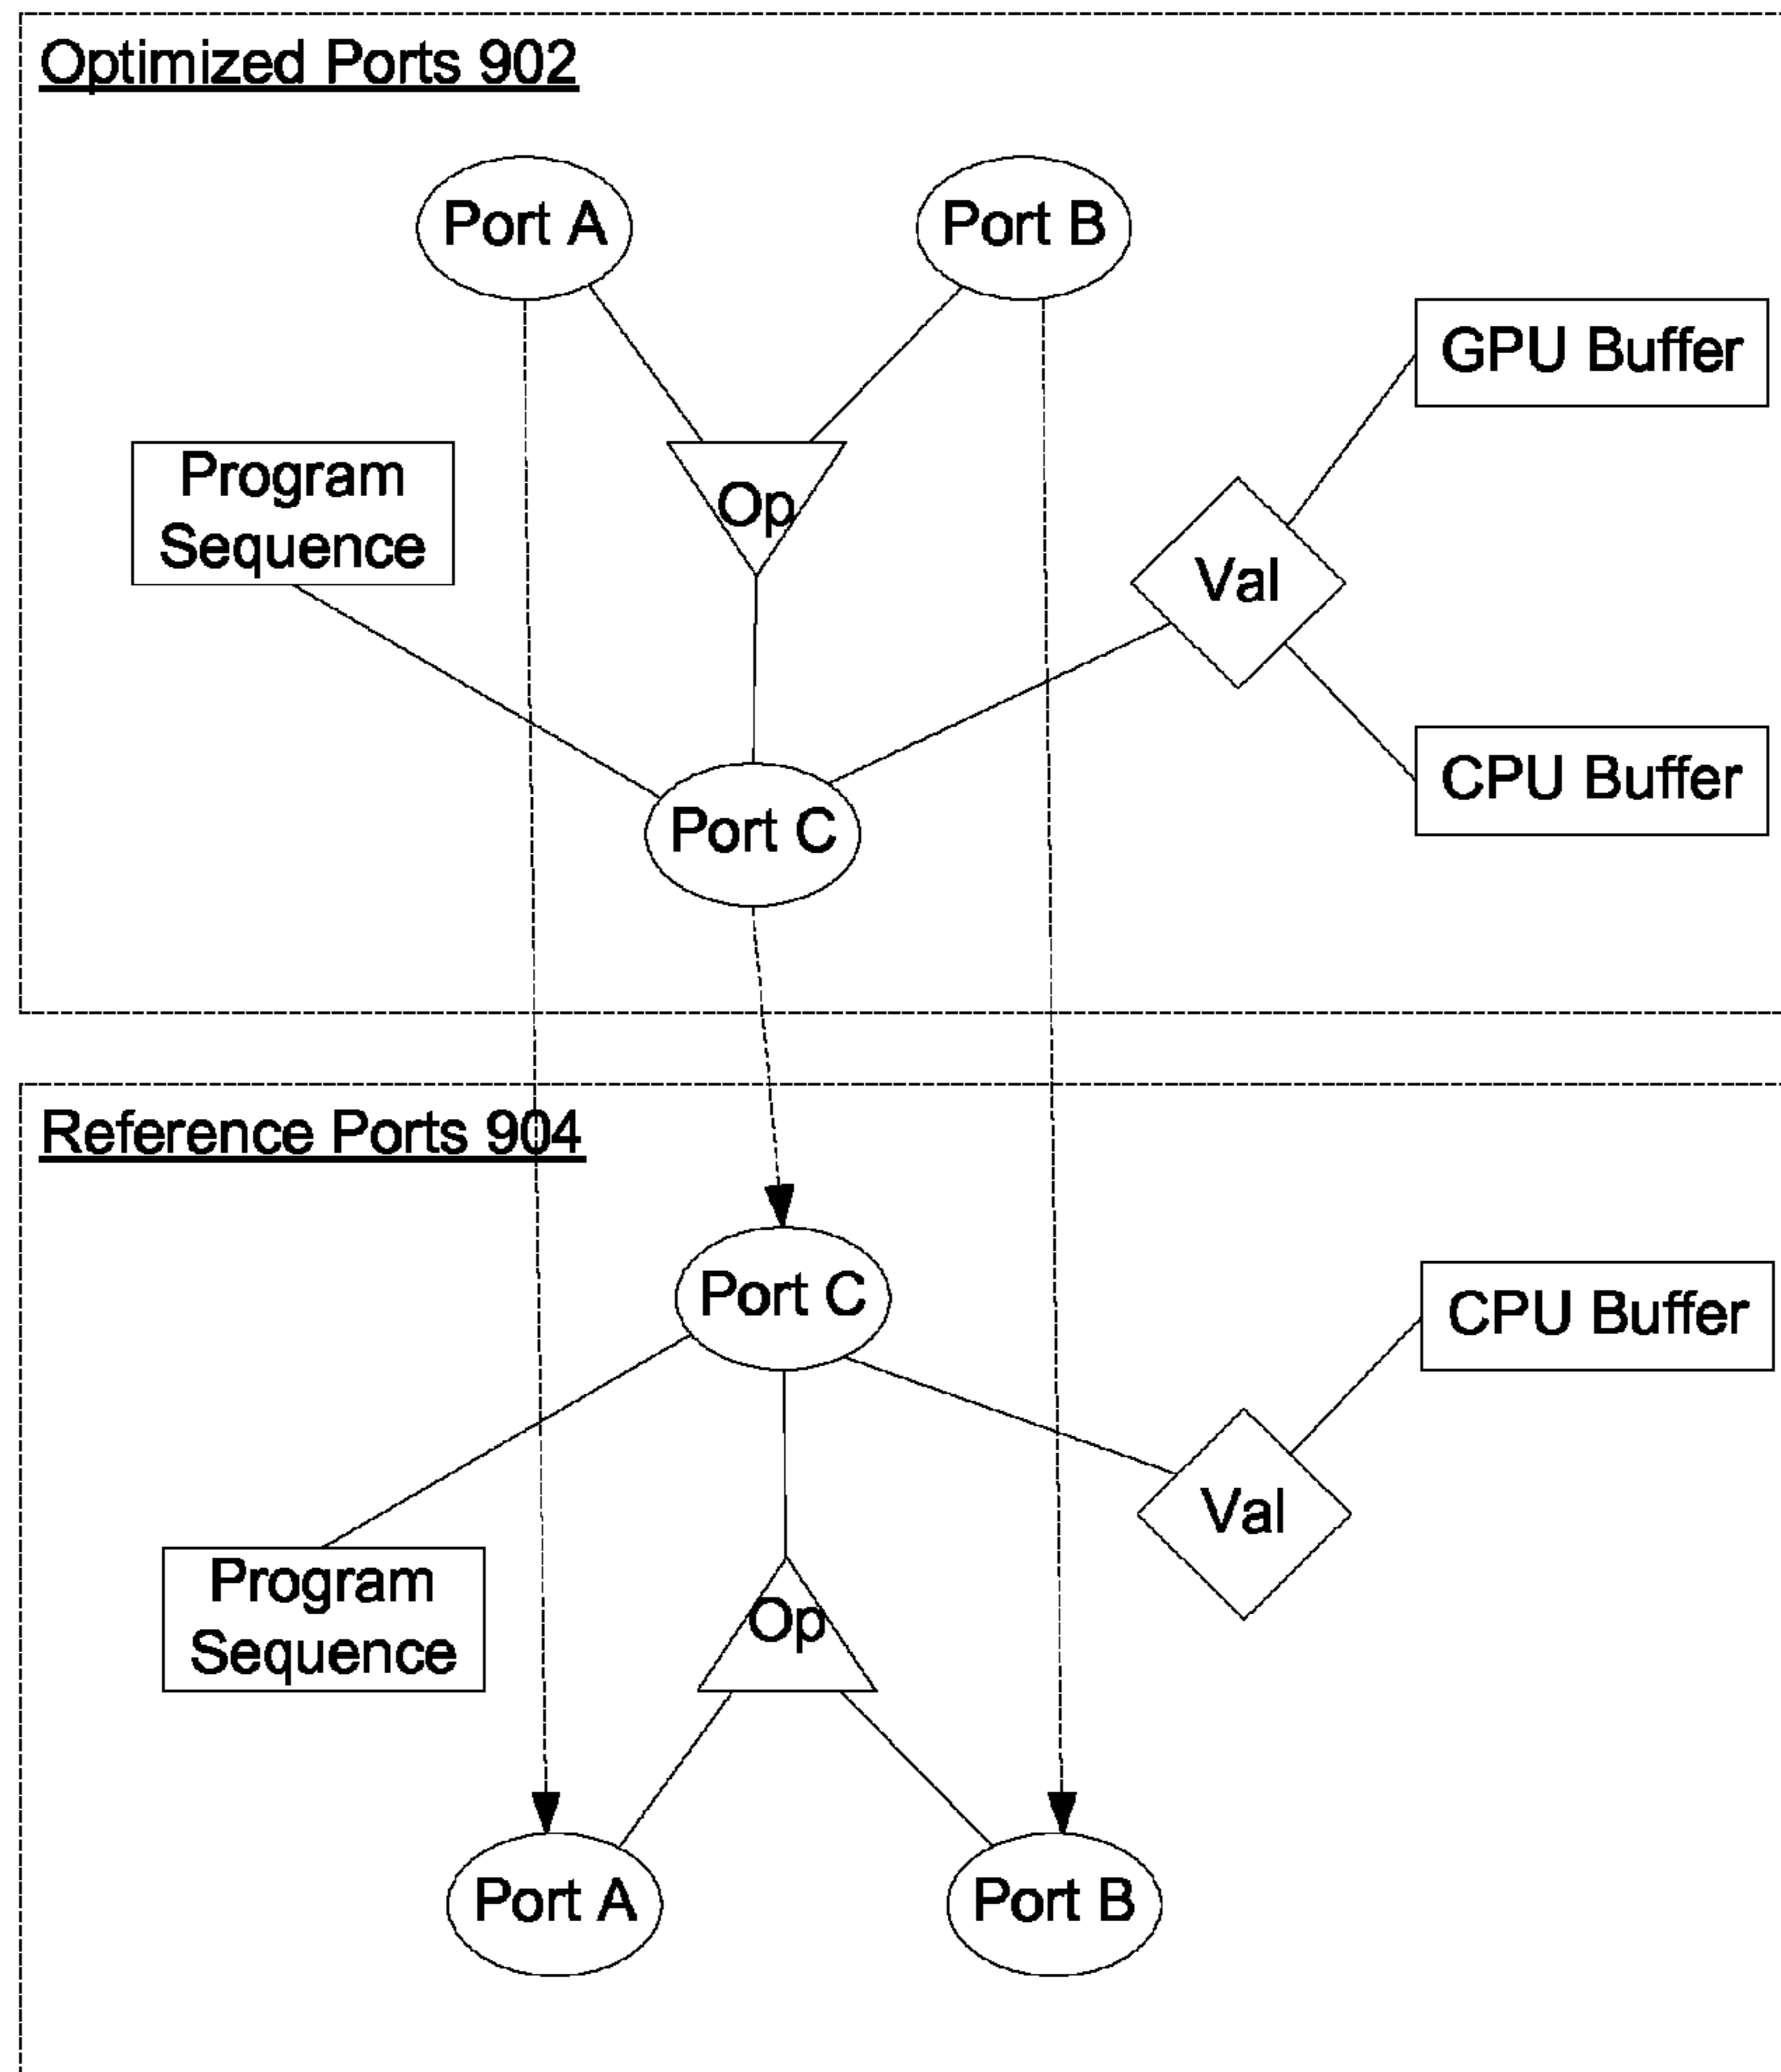 Optimized Ports 902
Port A
Port B
GPU Buffer
Program
Sequence
Op
Val
CPU Buffer
Port C
Reference Ports 904
Port C
CPU Buffer
Val
Program
Sequence
Op
Port A
Port B